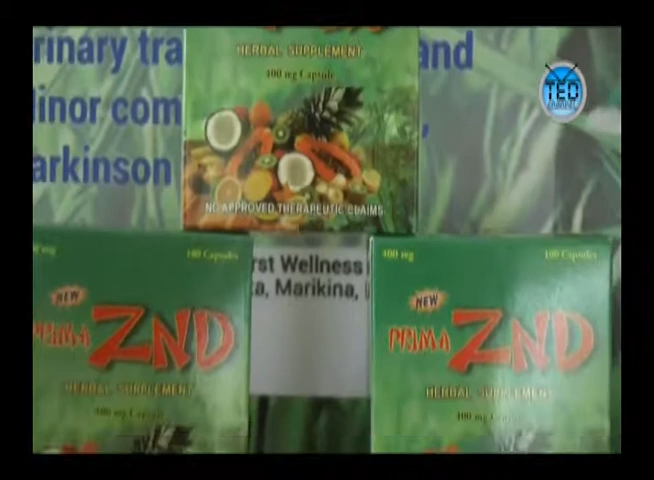 rinary tra
and
linor com
arkinson
HERBAL SUPPLEMENT
400 mg Capsule
NO APPROVED THERAPEUTIC CLAIMS
TED
rst Wellness
a, Marikina,
100 Capsules
NEW
PRIMA ZND
HERBAL SUPPLEMENT
400 mg Capsule
400 mg
100 Capsules
NEW
PRIMA ZND
HERBAL SUPPLEMENT
400 mg